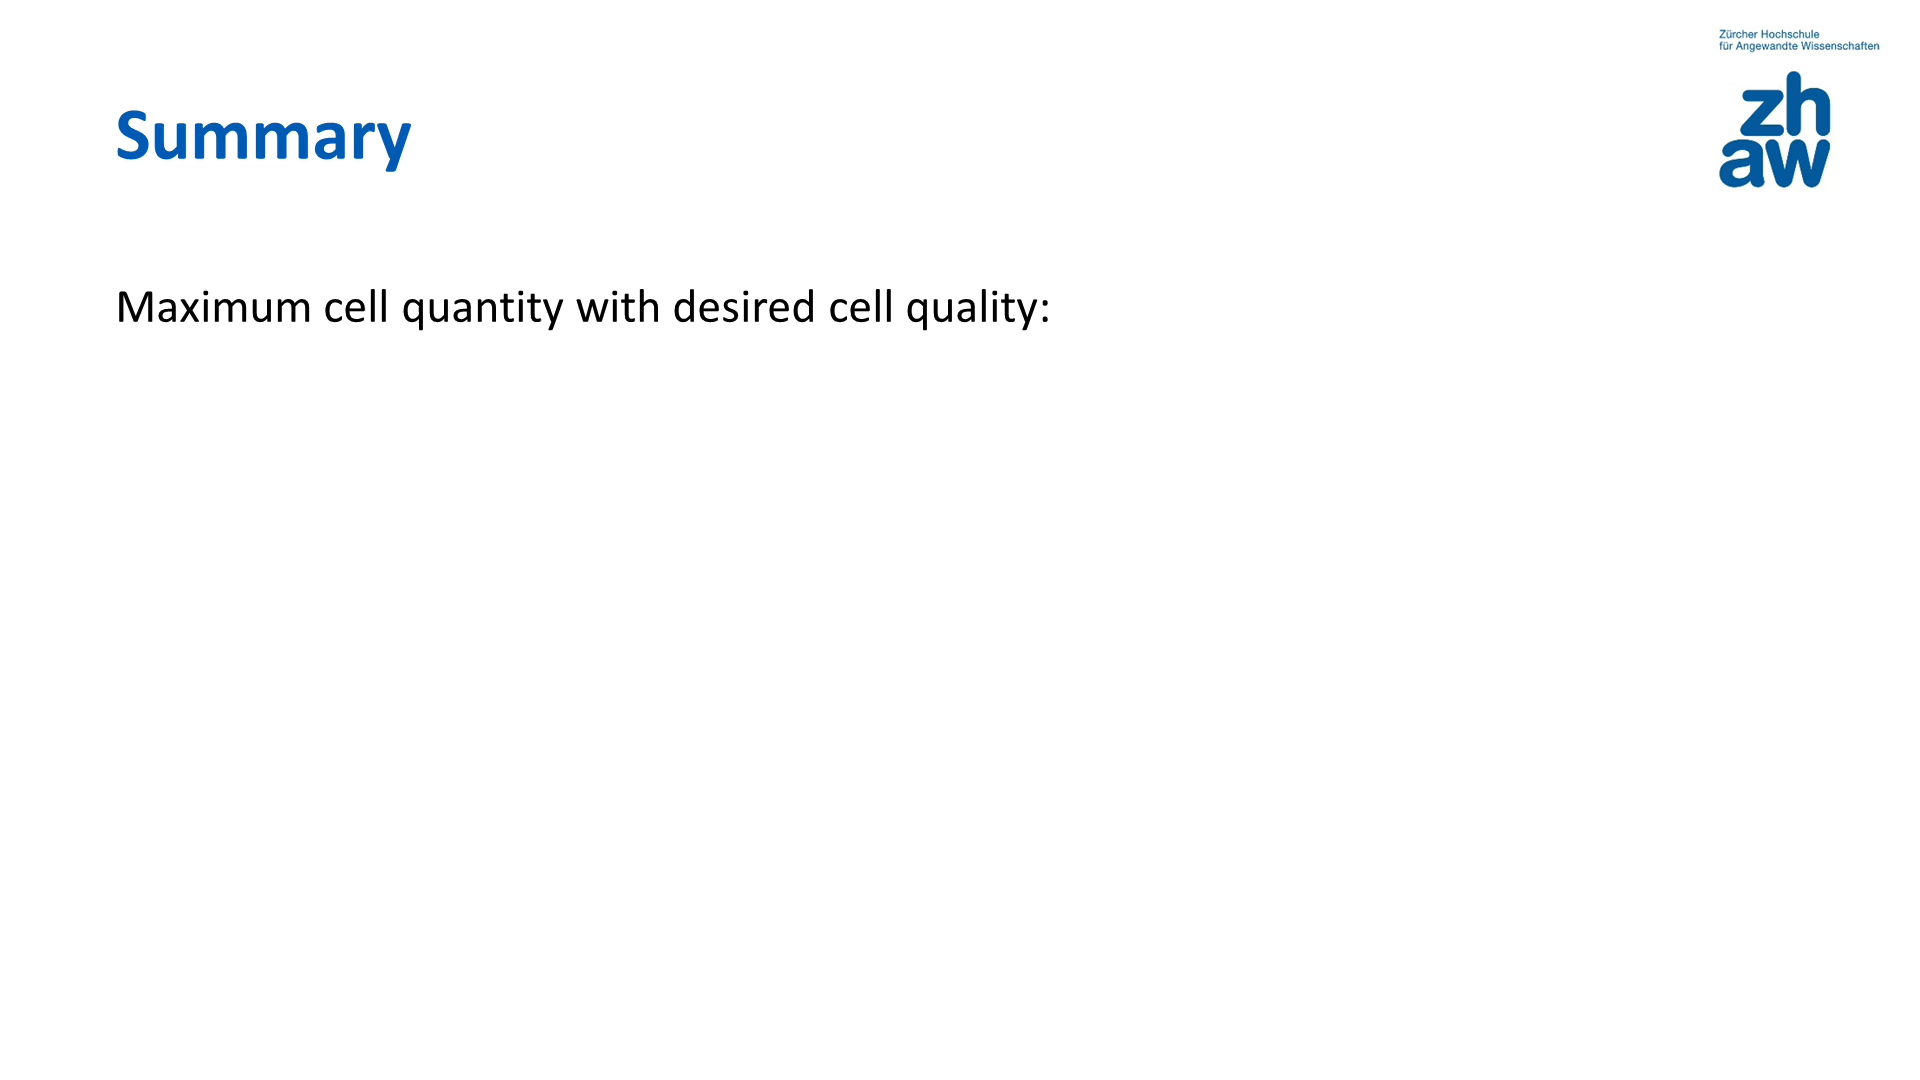 Zürcher Hochschule
für Angewandte Wissenschaften
zh
aw
Summary
Maximum cell quantity with desired cell quality: